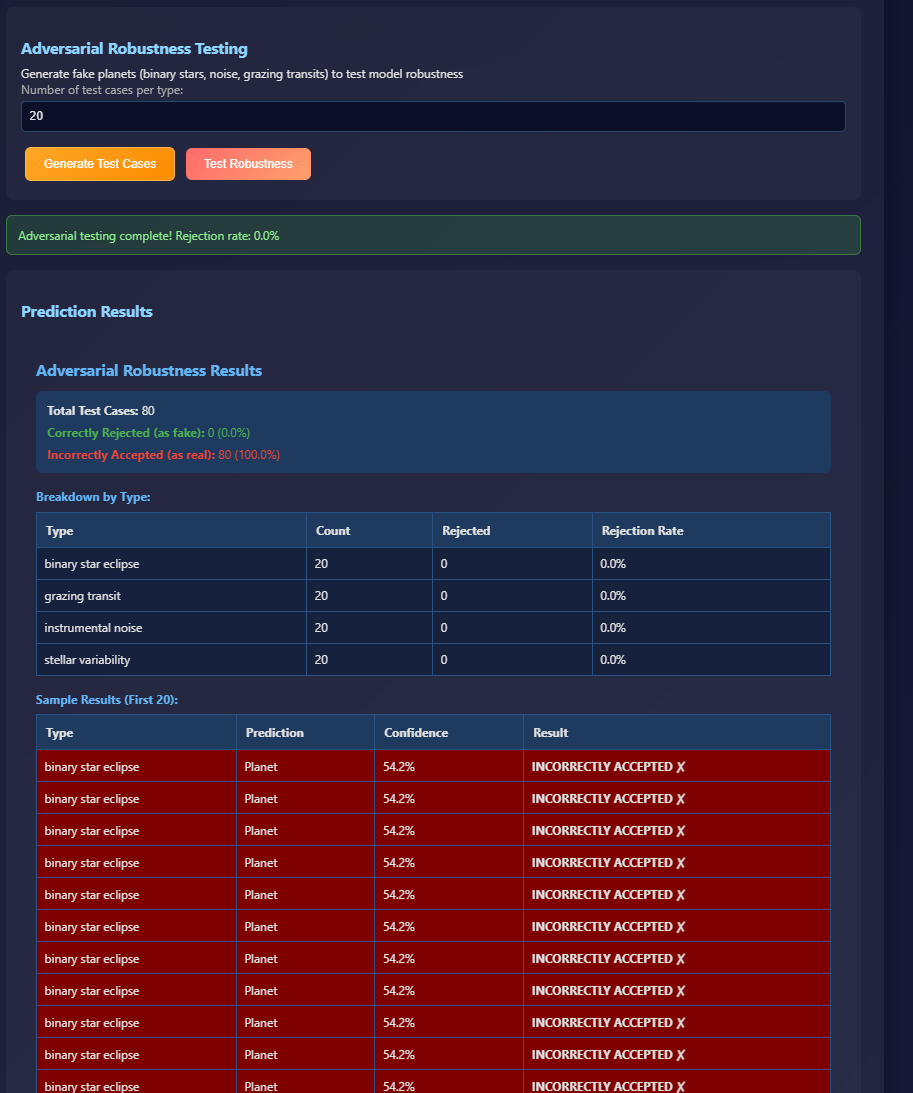 Adversarial Robustness Testing
Generate fake planets (binary stars, noise, grazing transits) to test model robustness
Number of test cases per type:
20
Generate Test Cases Test Robustness
Adversarial testing complete! Rejection rate: 0.0%
Prediction Results
Adversarial Robustness Results
Total Test Cases: 80
Correctly Rejected (as fake): 0 (0.0%)
Incorrectly Accepted (as real): 80 (100.0%)
Breakdown by Type:
Type Count Rejected Rejection Rate
binary star eclipse 20 0 0.0%
grazing transit 20 0 0.0%
instrumental noise 20 0 0.0%
stellar variability 20 0 0.0%
Sample Results (First 20):
Type Prediction Confidence Result
binary star eclipse Planet 54.2% INCORRECTLY ACCEPTED ✗
binary star eclipse Planet 54.2% INCORRECTLY ACCEPTED ✗
binary star eclipse Planet 54.2% INCORRECTLY ACCEPTED ✗
binary star eclipse Planet 54.2% INCORRECTLY ACCEPTED ✗
binary star eclipse Planet 54.2% INCORRECTLY ACCEPTED ✗
binary star eclipse Planet 54.2% INCORRECTLY ACCEPTED ✗
binary star eclipse Planet 54.2% INCORRECTLY ACCEPTED ✗
binary star eclipse Planet 54.2% INCORRECTLY ACCEPTED ✗
binary star eclipse Planet 54.2% INCORRECTLY ACCEPTED ✗
binary star eclipse Planet 54.2% INCORRECTLY ACCEPTED ✗
binary star eclipse Planet 54.2% INCORRECTLY ACCEPTED ✗